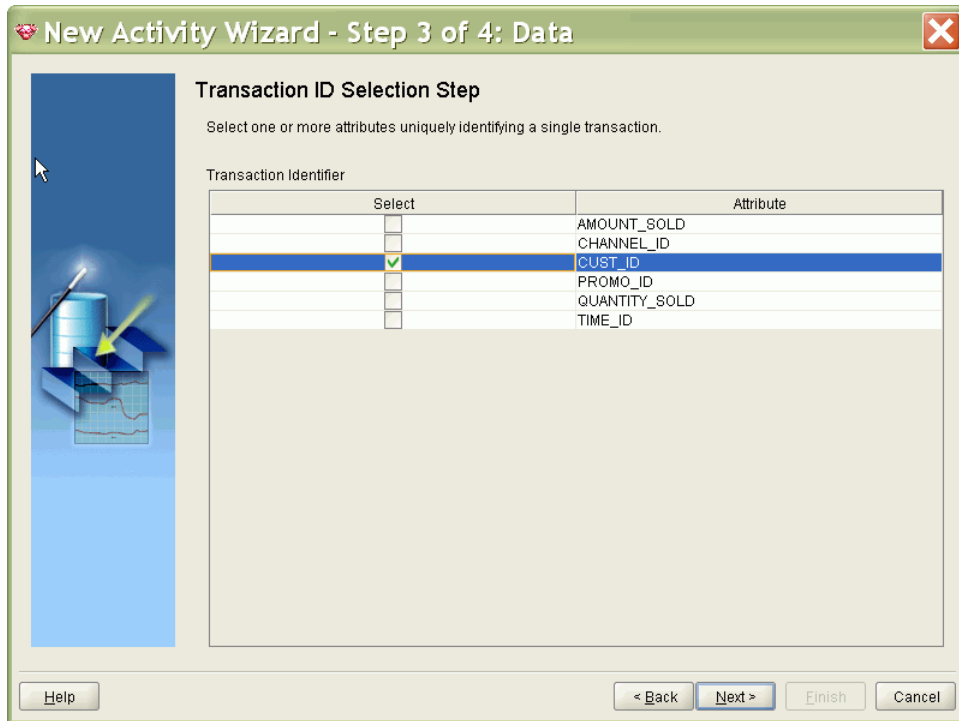 New Activity Wizard - Step 3 of 4: Data
Transaction ID Selection Step
Select one or more attributes uniquely identifying a single transaction.
Transaction Identifier
Select Attribute
AMOUNT_SOLD
CHANNEL_ID
CUST_ID
PROMO_ID
QUANTITY_SOLD
TIME_ID
Help < Back Next > Finish Cancel